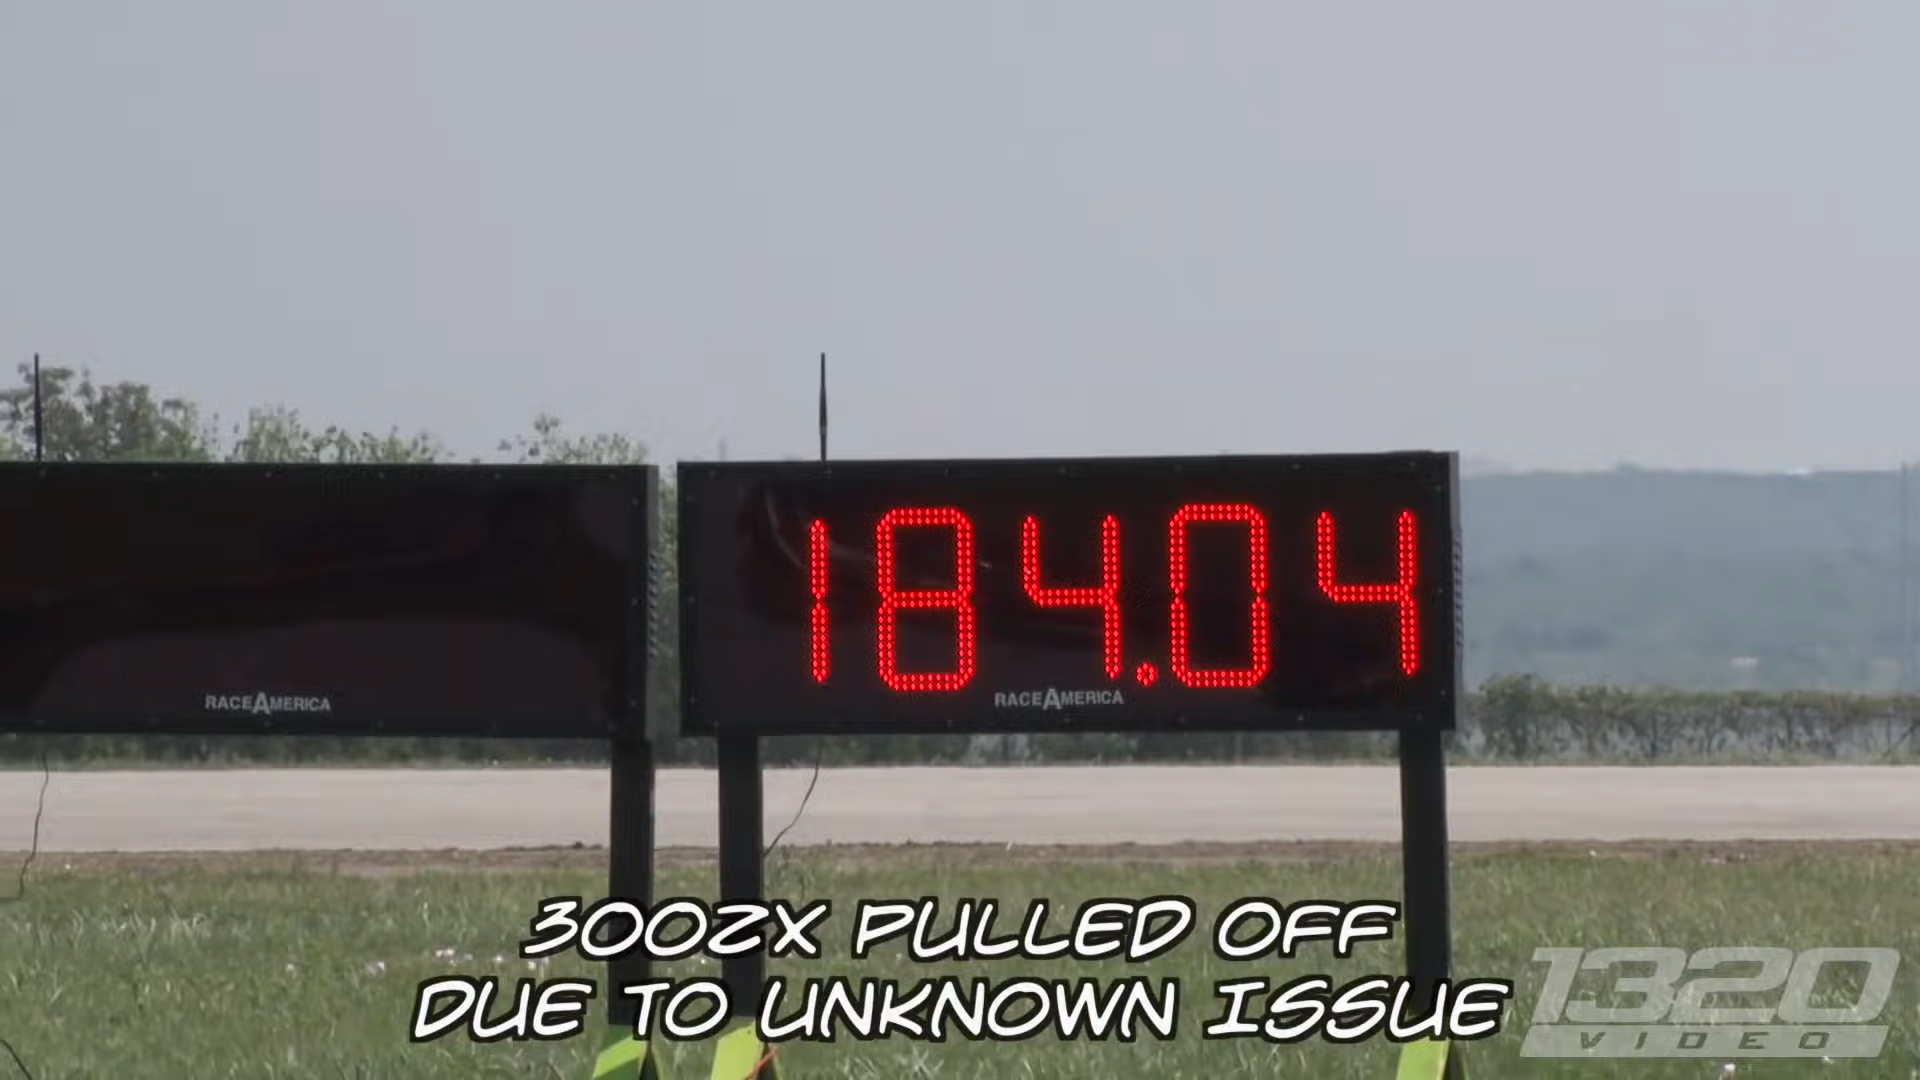 184.04
RACEAMERICA
RACEAMERICA
300ZX PULLED OFF
DUE TO UNKNOWN ISSUE
1320
VIDEO